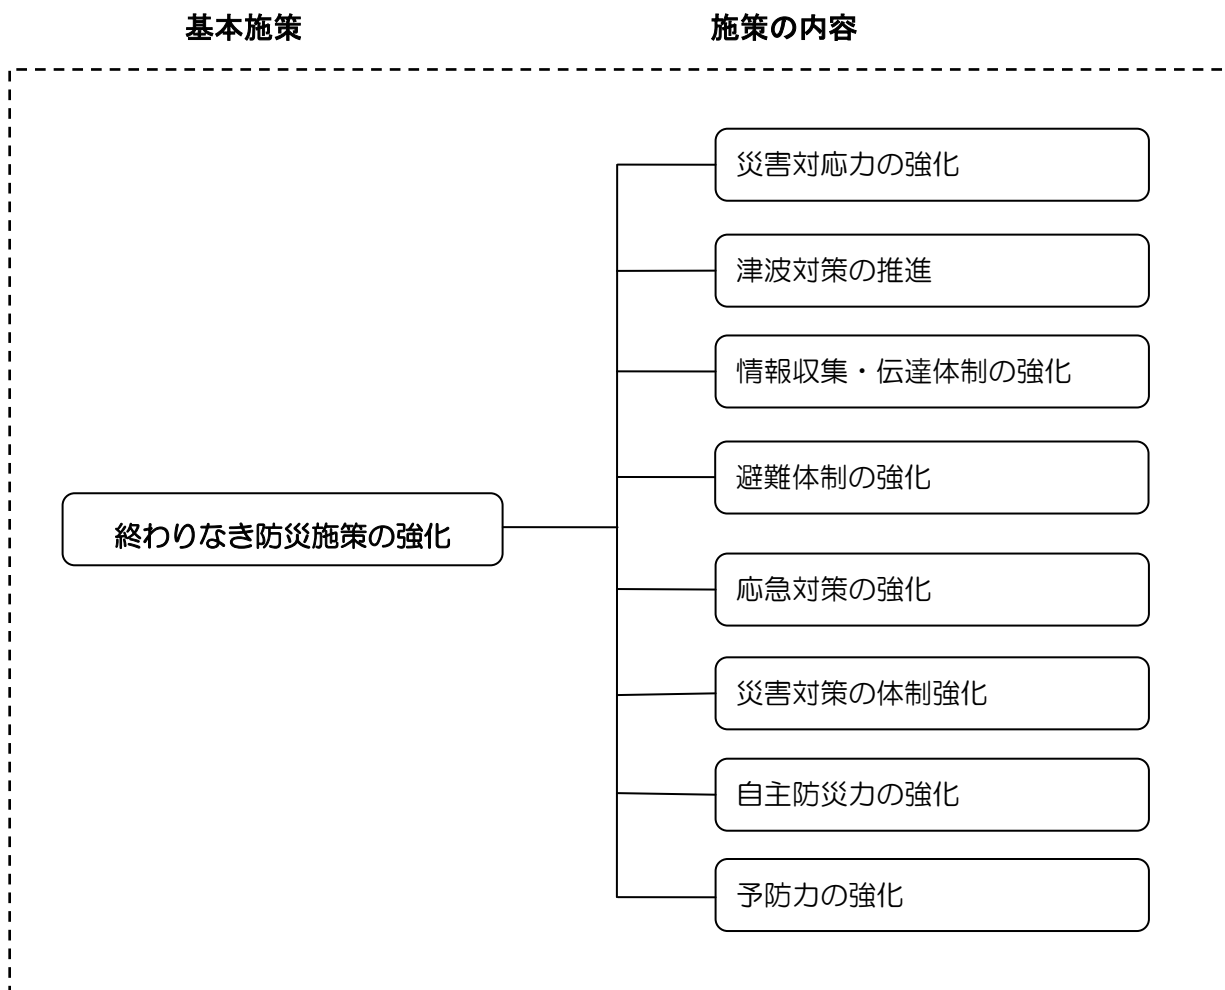 基本施策
施策の内容
終わりなき防災施策の強化
災害対応力の強化
津波対策の推進
情報収集・伝達体制の強化
避難体制の強化
応急対策の強化
災害対策の体制強化
自主防災力の強化
予防力の強化